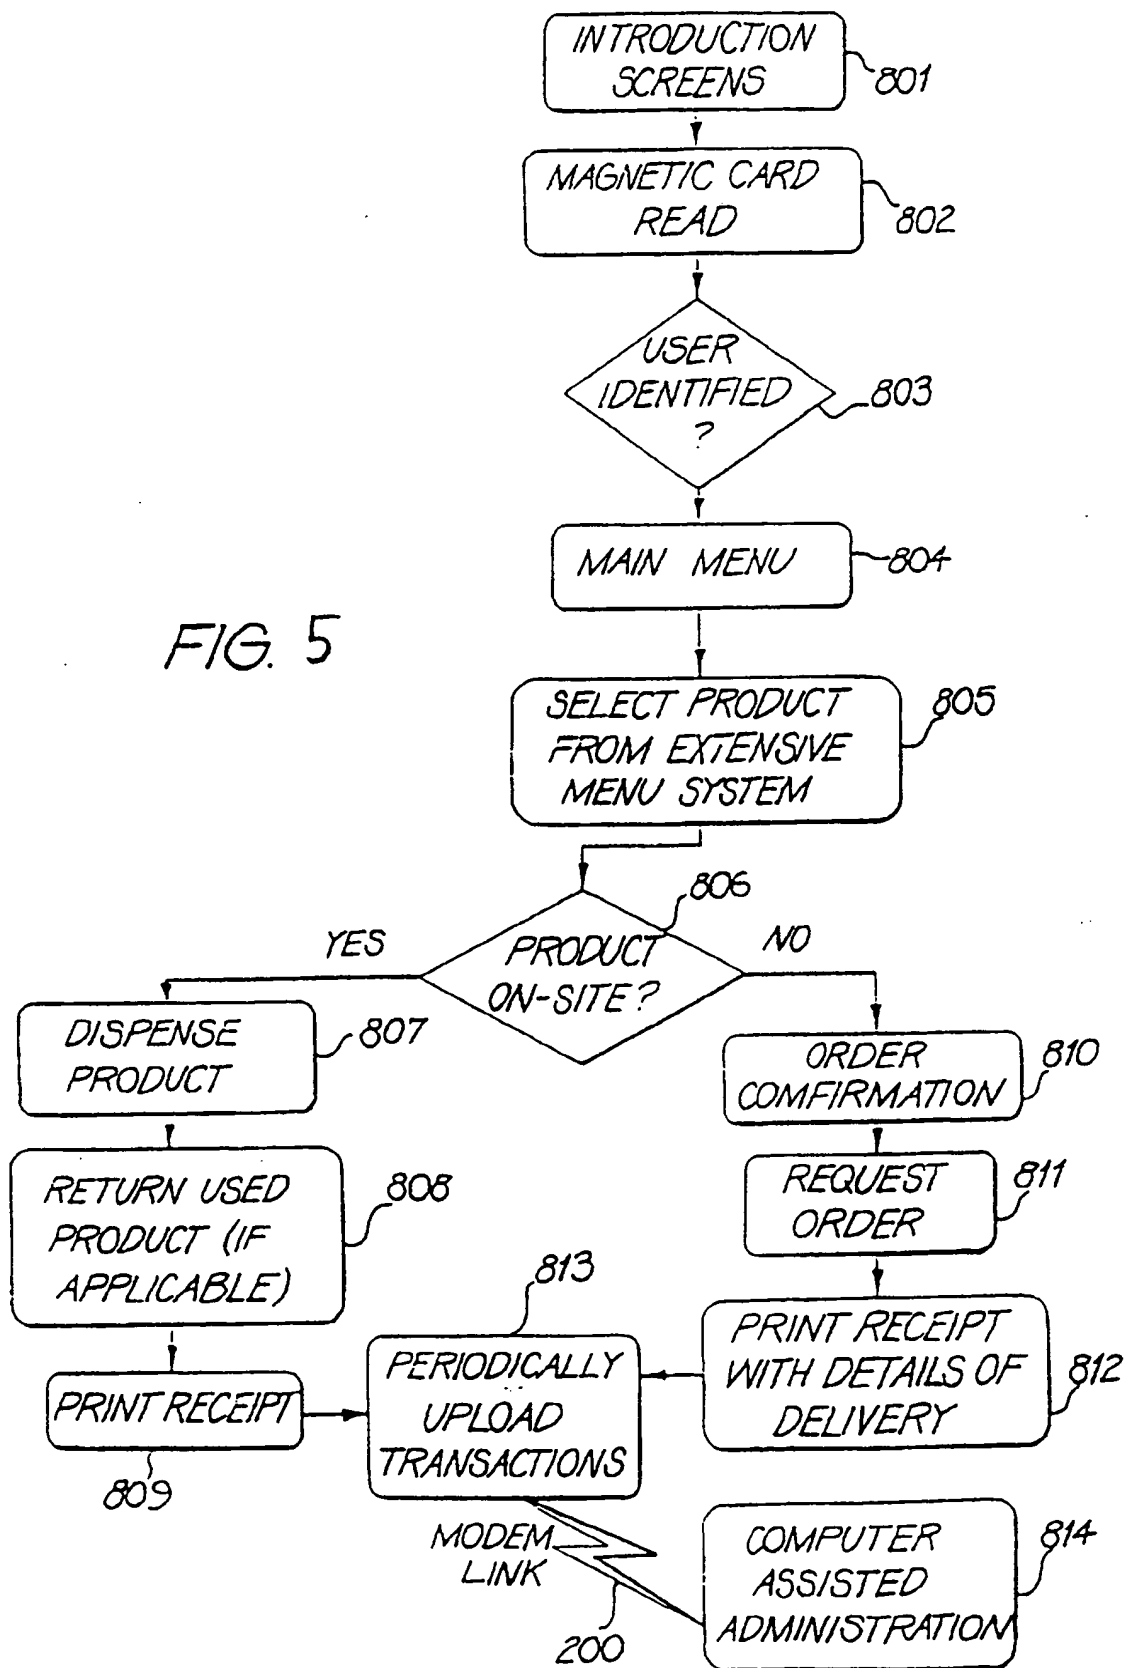 INTRODUCTION
SCREENS
801
MAGNETIC CARD
READ
802
USER
IDENTIFIED
?
803
MAIN MENU
804
FIG. 5
SELECT PRODUCT
FROM EXTENSIVE
MENU SYSTEM
805
806
YES
PRODUCT
ON-SITE?
NO
DISPENSE
PRODUCT
807
ORDER
COMFIRMATION
810
RETURN USED
PRODUCT (IF
APPLICABLE)
808
REQUEST
ORDER
811
813
PRINT RECEIPT
WITH DETAILS OF
DELIVERY
812
PERIODICALLY
UPLOAD
TRANSACTIONS
PRINT RECEIPT
809
MODEM
LINK
200
COMPUTER
ASSISTED
ADMINISTRATION
814